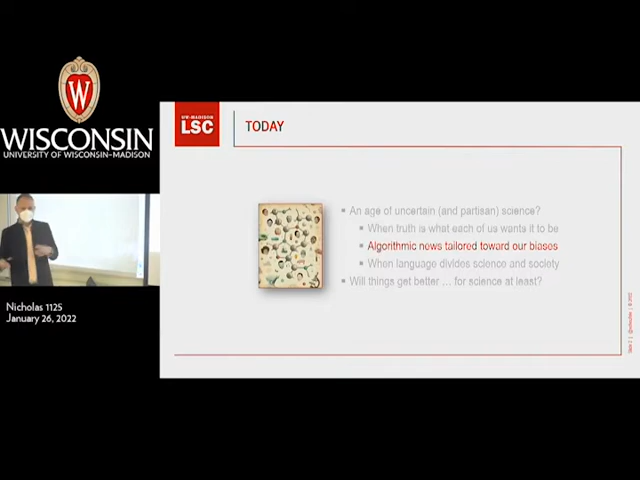 W
WISCONSIN
UNIVERSITY OF WISCONSIN–MADISON
Nicholas 1125
January 26, 2022
UW-MADISON
LSC
TODAY
An age of uncertain (and partisan) science?
When truth is what each of us wants it to be
Algorithmic news tailored toward our biases
When language divides science and society
Will things get better … for science at least?